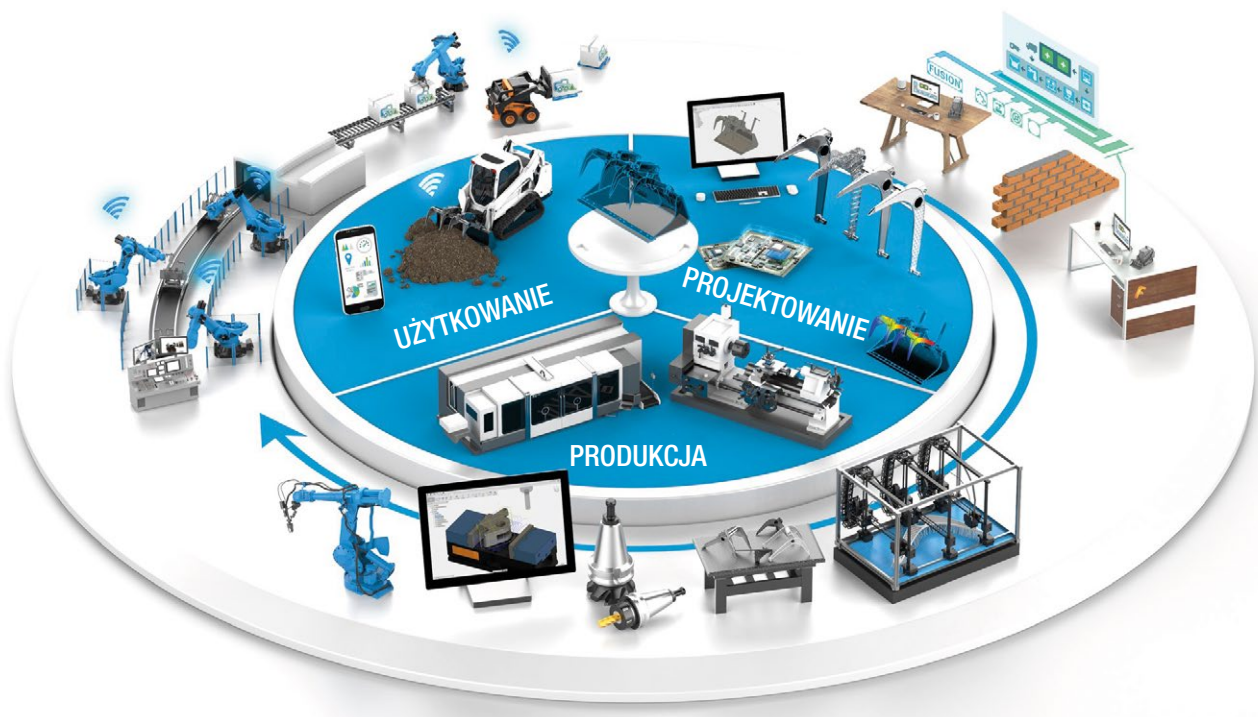 FUSION
UŻYTKOWANIE
PROJEKTOWANIE
F
PRODUKCJA